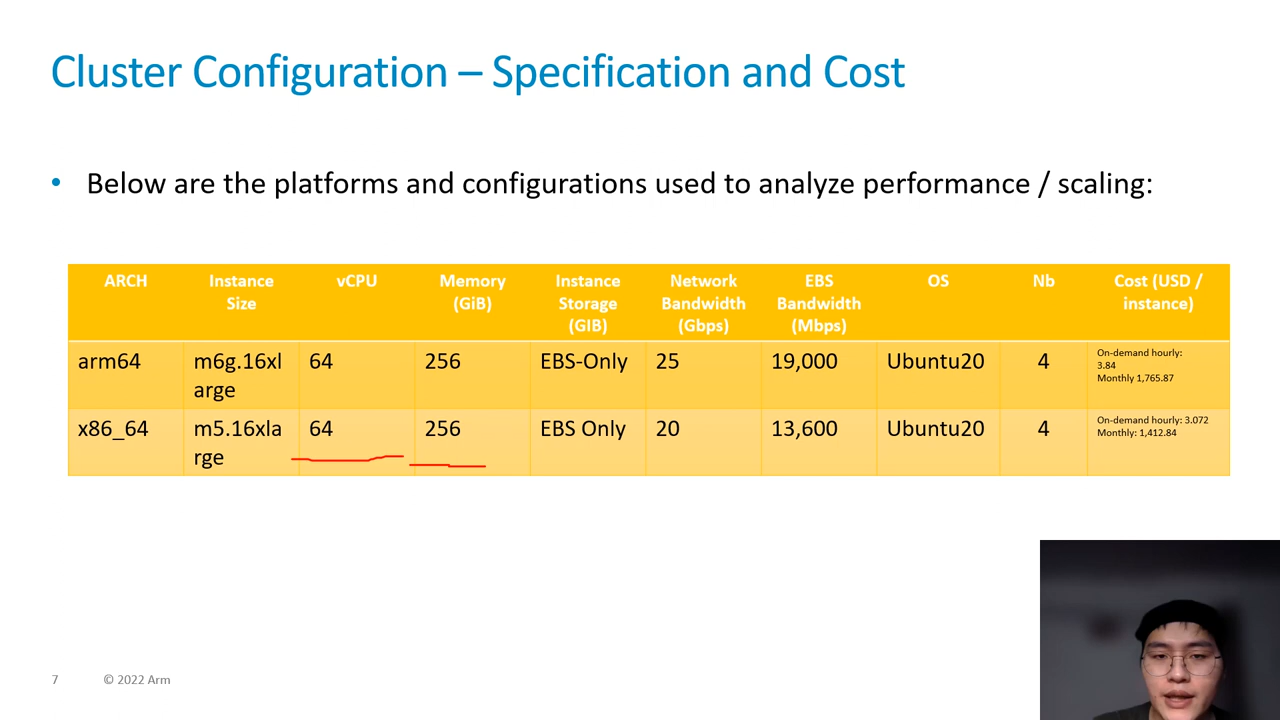 Cluster Configuration – Specification and Cost
• Below are the platforms and configurations used to analyze performance / scaling:
ARCH Instance Size vCPU Memory (GiB) Instance Storage (GIB) Network Bandwidth (Gbps) EBS Bandwidth (Mbps) OS Nb Cost (USD / instance)
arm64 m6g.16xlarge 64 256 EBS-Only 25 19,000 Ubuntu20 4 On-demand hourly: 3.84 Monthly 1,765.87
x86_64 m5.16xlarge 64 256 EBS Only 20 13,600 Ubuntu20 4 On-demand hourly: 3.072 Monthly: 1,412.84
7 © 2022 Arm